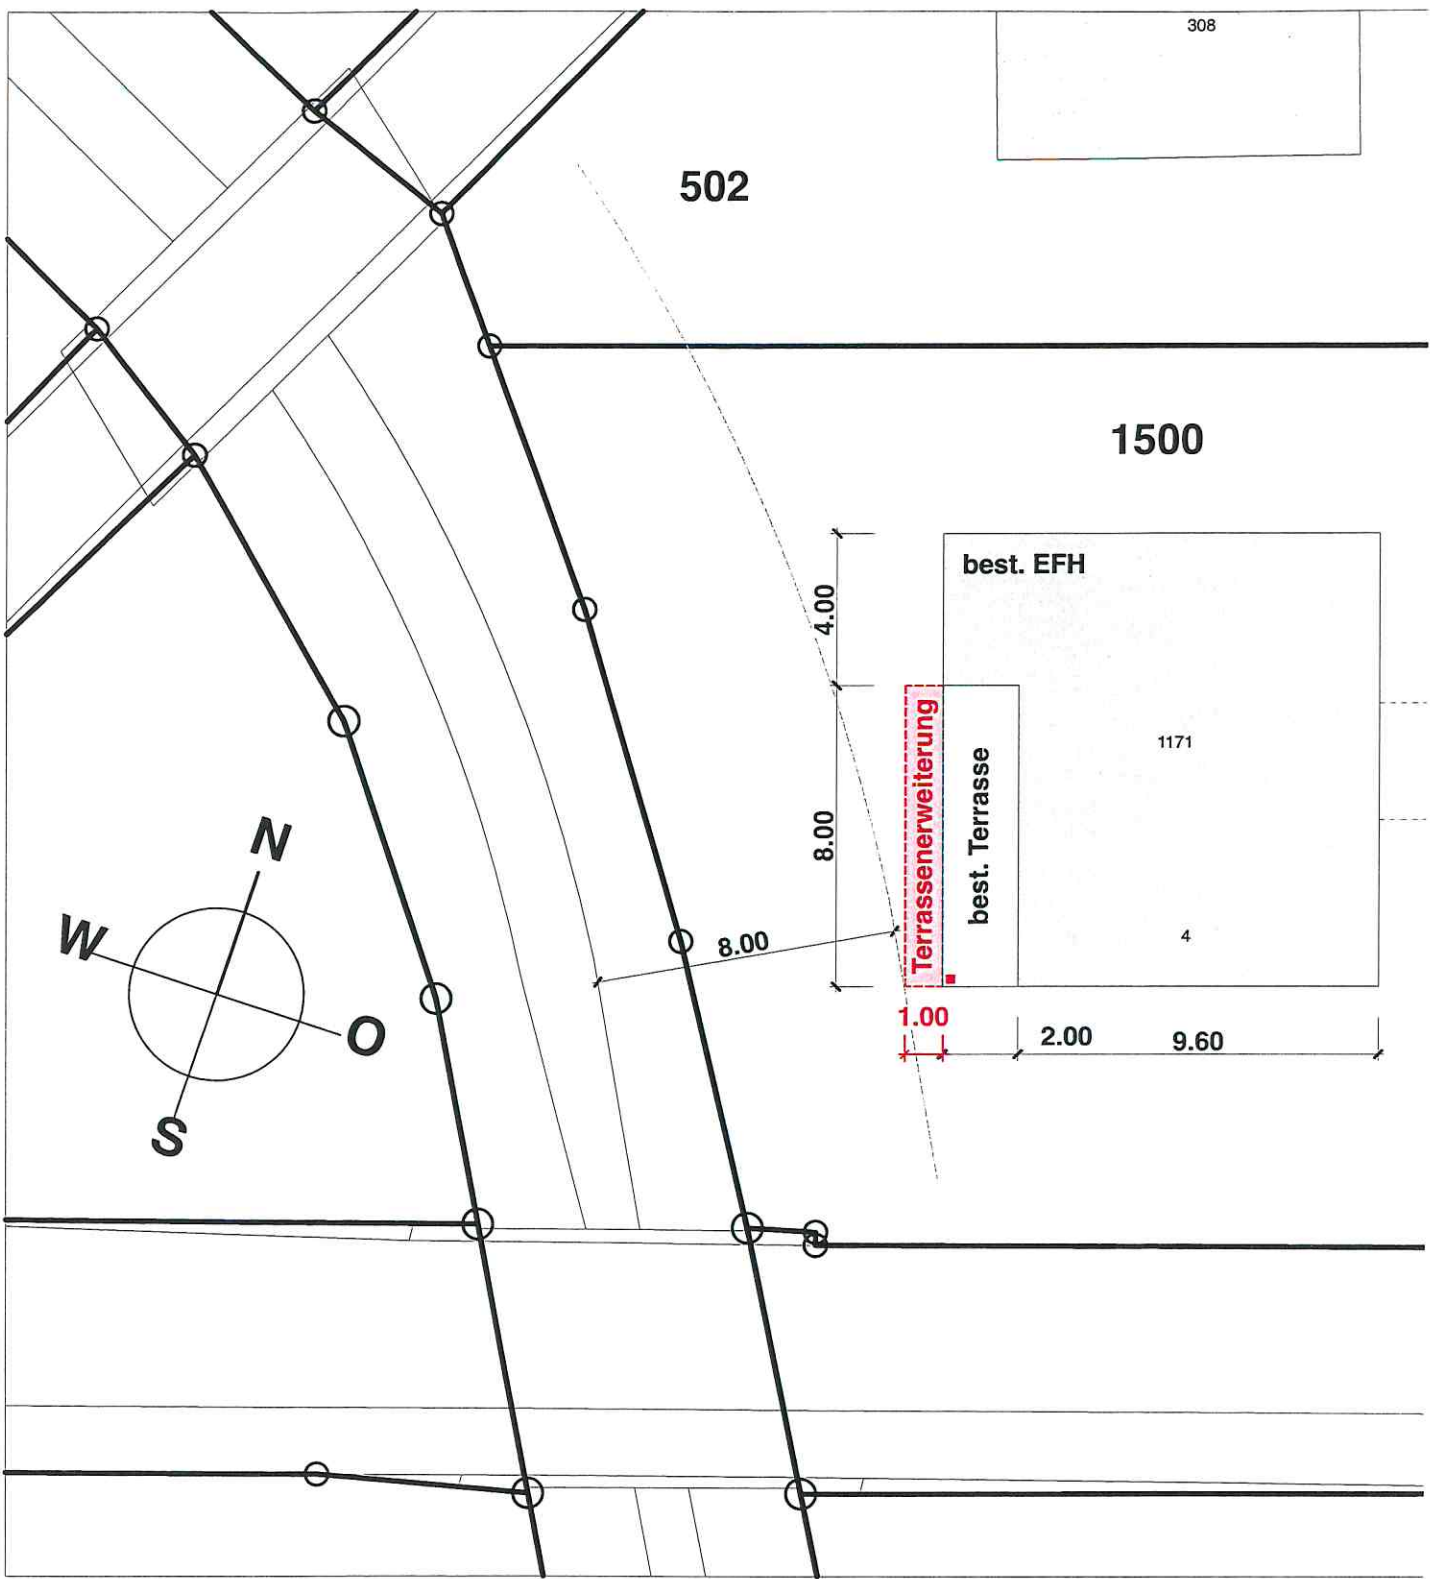 308
502
1500
best. EFH
4.00
1171
Terrassenerweiterung
best. Terrasse
8.00
N
W
O
S
8.00
4
1.00
2.00
9.60